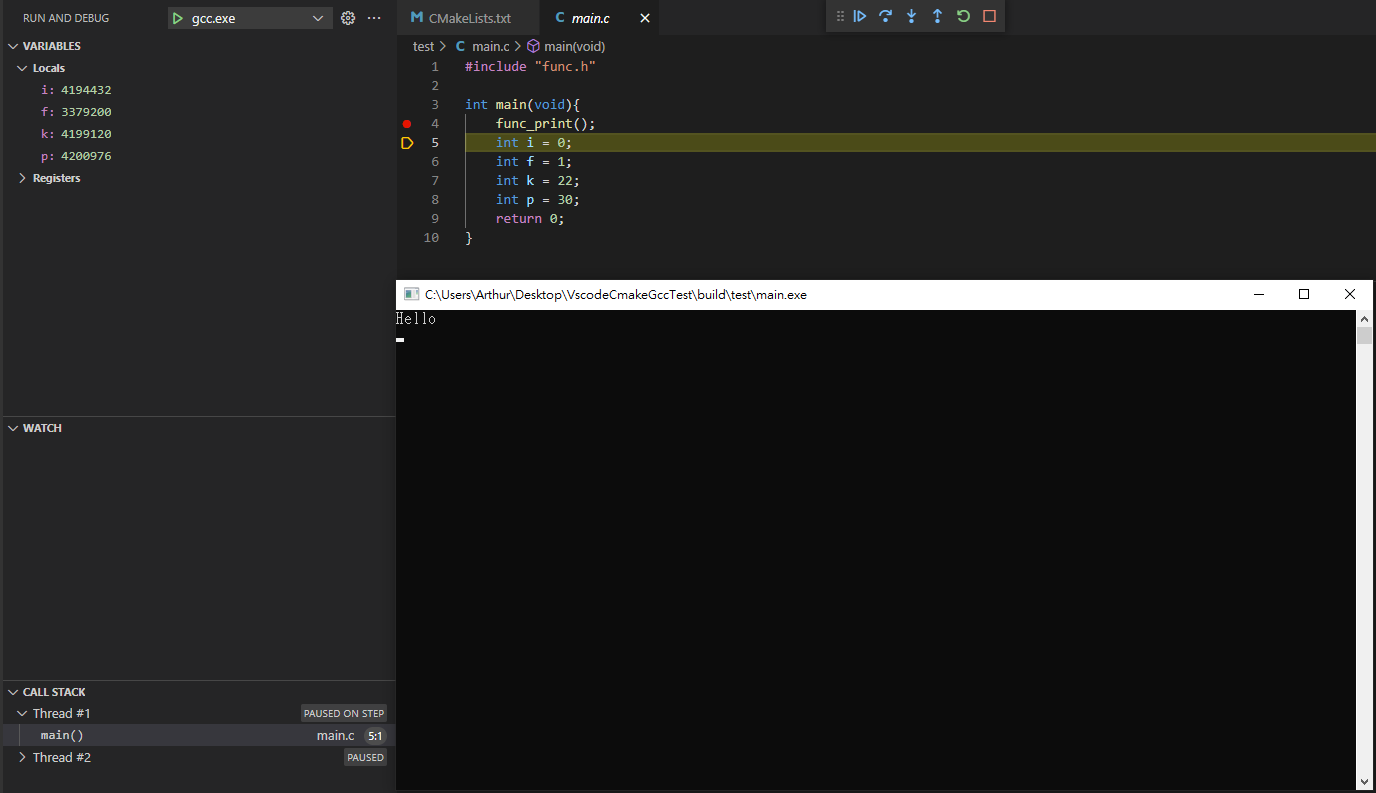 RUN AND DEBUG
gcc.exe
VARIABLES
Locals
i: 4194432
f: 3379200
k: 4199120
p: 4200976
Registers
WATCH
CALL STACK
Thread #1 PAUSED ON STEP
main() main.c 5:1
Thread #2 PAUSED
M CMakeLists.txt
C main.c
test > C main.c > main(void)
1 #include "func.h"
2
3 int main(void){
4 func_print();
5 int i = 0;
6 int f = 1;
7 int k = 22;
8 int p = 30;
9 return 0;
10 }
C:\Users\Arthur\Desktop\VscodeCmakeGccTest\build\test\main.exe
Hello